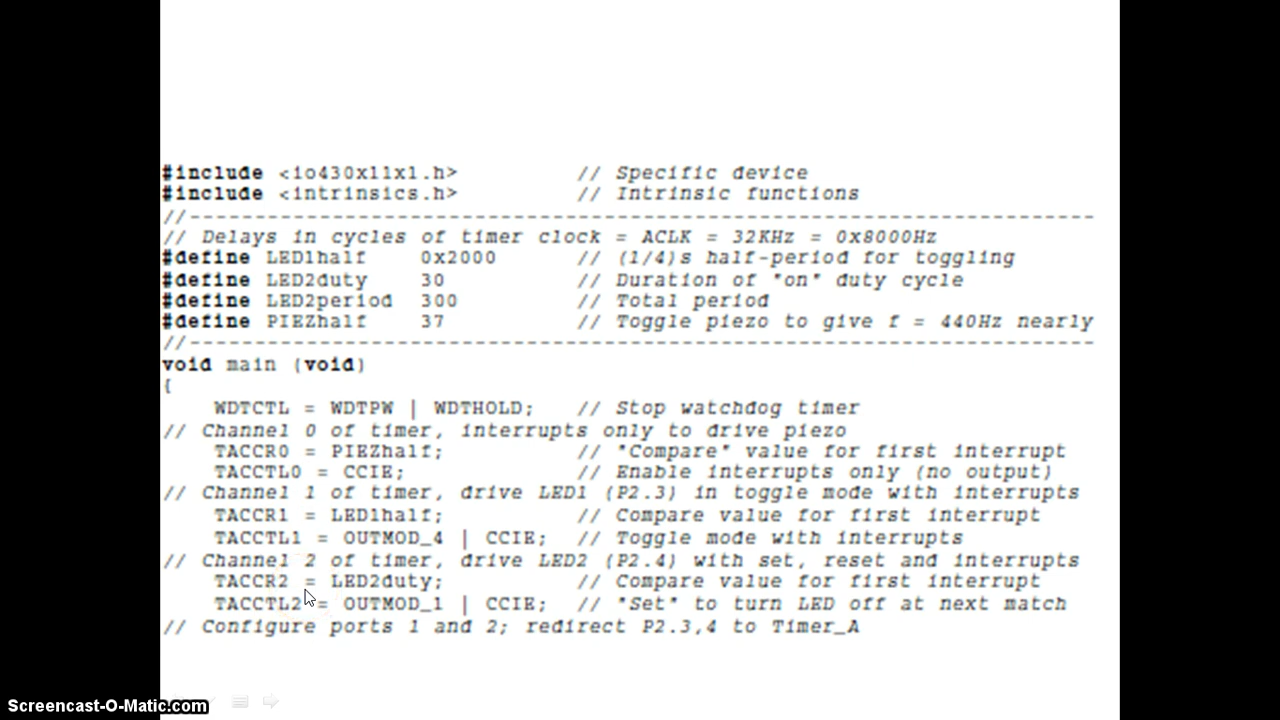 #include <io430x11x1.h> // Specific device
#include <intrinsics.h> // Intrinsic functions
//----------------------------------------------------------------------
// Delays in cycles of timer clock = ACLK = 32KHz = 0x8000Hz
#define LED1half 0x2000 // (1/4)s half-period for toggling
#define LED2duty 30 // Duration of "on" duty cycle
#define LED2period 300 // Total period
#define PIEZhalf 37 // Toggle piezo to give f = 440Hz nearly
//----------------------------------------------------------------------
void main (void)
{
WDTCTL = WDTPW | WDTHOLD; // Stop watchdog timer
// Channel 0 of timer, interrupts only to drive piezo
TACCR0 = PIEZhalf; // "Compare" value for first interrupt
TACCTL0 = CCIE; // Enable interrupts only (no output)
// Channel 1 of timer, drive LED1 (P2.3) in toggle mode with interrupts
TACCR1 = LED1half; // Compare value for first interrupt
TACCTL1 = OUTMOD_4 | CCIE; // Toggle mode with interrupts
// Channel 2 of timer, drive LED2 (P2.4) with set, reset and interrupts
TACCR2 = LED2duty; // Compare value for first interrupt
TACCTL2 = OUTMOD_1 | CCIE; // "Set" to turn LED off at next match
// Configure ports 1 and 2; redirect P2.3,4 to Timer_A
Screencast-O-Matic.com